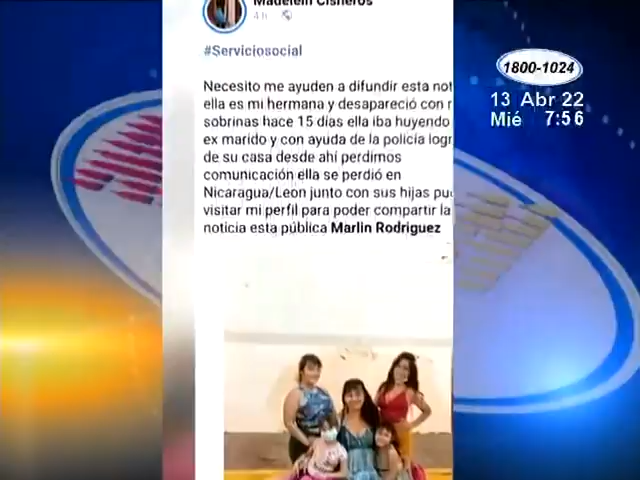 Madelein Cisneros
4 h
#Serviciosocial
1800-1024
13 Abr 22
Mié 7:56
Necesito me ayuden a difundir esta not
ella es mi hermana y desapareció con
sobrinas hace 15 días ella iba huyendo
ex marido y con ayuda de la policía logr
de su casa desde ahí perdimos
comunicación ella se perdió en
Nicaragua/Leon junto con sus hijas pue
visitar mi perfil para poder compartir la
noticia esta pública Marlin Rodriguez